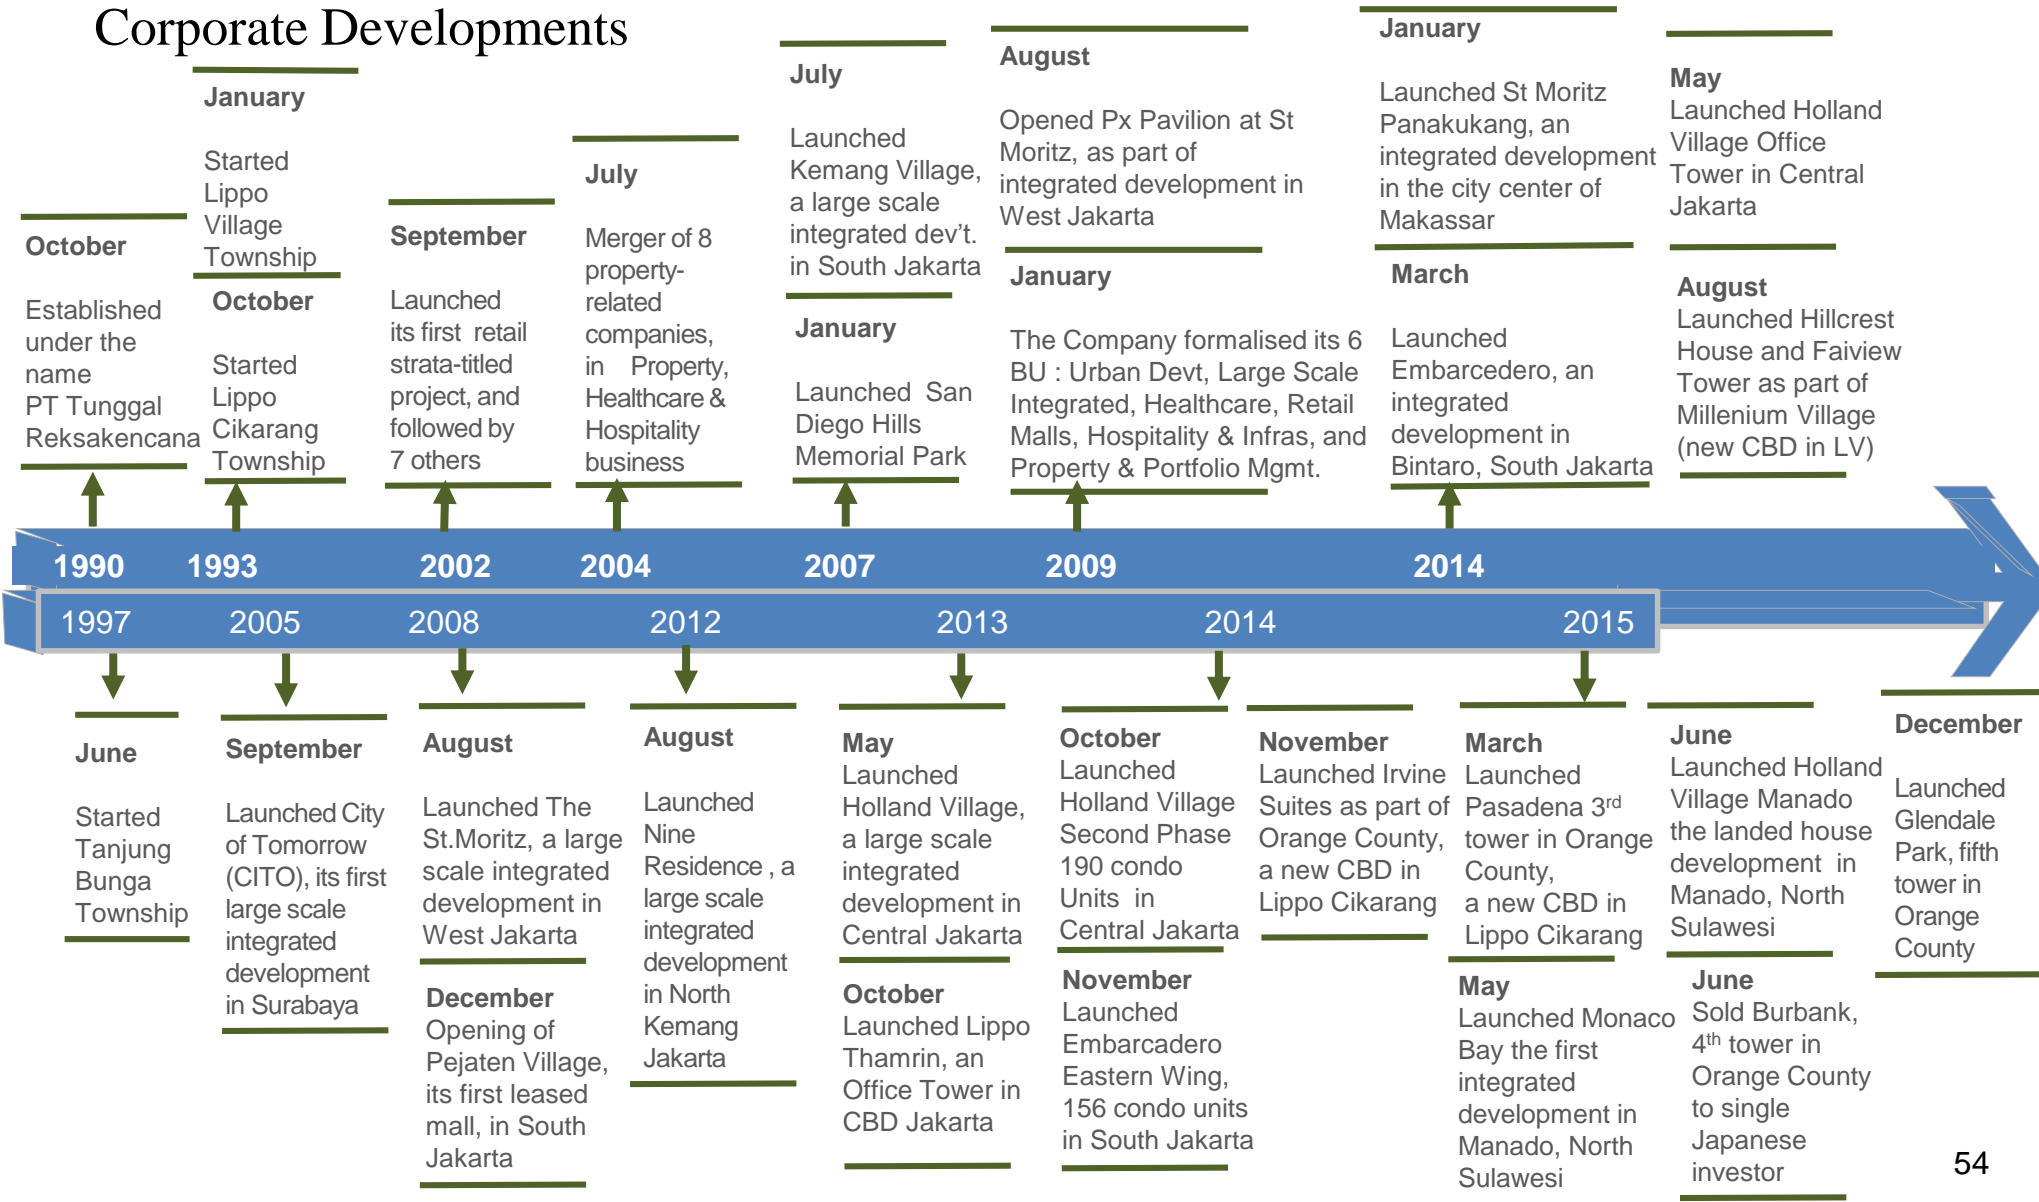 Corporate Developments
October
Established
under the
name
PT Tunggal
Reksakencana
January
Started
Lippo
Village
Township
October
Started
Lippo
Cikarang
Township
September
Launched
its first retail
strata-titled
project, and
followed by
7 others
July
Merger of 8
property-
related
companies,
in Property,
Healthcare &
Hospitality
business
July
Launched
Kemang Village,
a large scale
integrated dev't.
in South Jakarta
January
Launched San
Diego Hills
Memorial Park
August
Opened Px Pavilion at St
Moritz, as part of
integrated development in
West Jakarta
January
The Company formalised its 6
BU : Urban Devt, Large Scale
Integrated, Healthcare, Retail
Malls, Hospitality & Infras, and
Property & Portfolio Mgmt.
January
Launched St Moritz
Panakukang, an
integrated development
in the city center of
Makassar
March
Launched
Embarcedero, an
integrated
development in
Bintaro, South Jakarta
May
Launched Holland
Village Office
Tower in Central
Jakarta
August
Launched Hillcrest
House and Faiview
Tower as part of
Millenium Village
(new CBD in LV)
1990 1993 2002 2004 2007 2009 2014
1997 2005 2008 2012 2013 2014 2015
June
Started
Tanjung
Bunga
Township
September
Launched City
of Tomorrow
(CITO), its first
large scale
integrated
development
in Surabaya
August
Launched The
St.Moritz, a large
scale integrated
development in
West Jakarta
December
Opening of
Pejaten Village,
its first leased
mall, in South
Jakarta
August
Launched
Nine
Residence , a
large scale
integrated
development
in North
Kemang
Jakarta
May
Launched
Holland Village,
a large scale
integrated
development in
Central Jakarta
October
Launched Lippo
Thamrin, an
Office Tower in
CBD Jakarta
October
Launched
Holland Village
Second Phase
190 condo
Units in
Central Jakarta
November
Launched
Embarcadero
Eastern Wing,
156 condo units
in South Jakarta
November
Launched Irvine
Suites as part of
Orange County,
a new CBD in
Lippo Cikarang
March
Launched
Pasadena 3rd
tower in Orange
County,
a new CBD in
Lippo Cikarang
May
Launched Monaco
Bay the first
integrated
development in
Manado, North
Sulawesi
June
Launched Holland
Village Manado
the landed house
development in
Manado, North
Sulawesi
June
Sold Burbank,
4th tower in
Orange County
to single
Japanese
investor
December
Launched
Glendale
Park, fifth
tower in
Orange
County
54